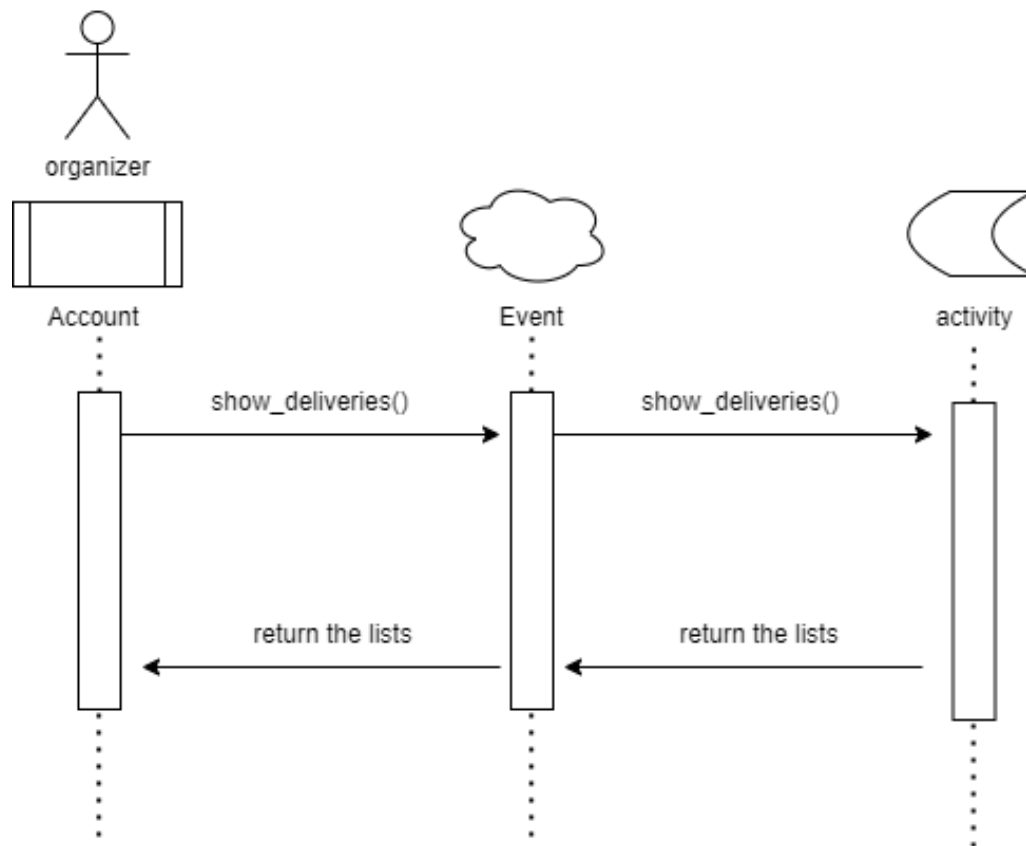 organizer
Account
Event
activity
show_deliveries()
show_deliveries()
return the lists
return the lists